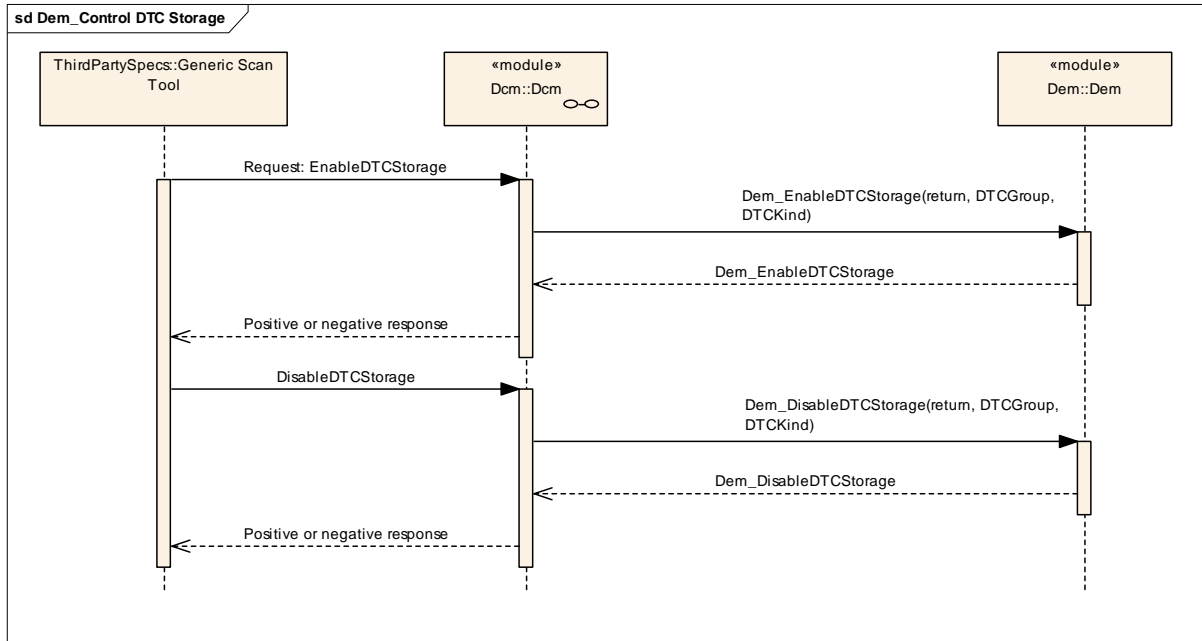 sd Dem_Control DTC Storage
ThirdPartySpecs::Generic Scan
Tool
«module»
Dcm::Dcm
«module»
Dem::Dem
Request: EnableDTCStorage
Dem_EnableDTCStorage(return, DTCGroup,
DTCKind)
Dem_EnableDTCStorage
Positive or negative response
DisableDTCStorage
Dem_DisableDTCStorage(return, DTCGroup,
DTCKind)
Dem_DisableDTCStorage
Positive or negative response